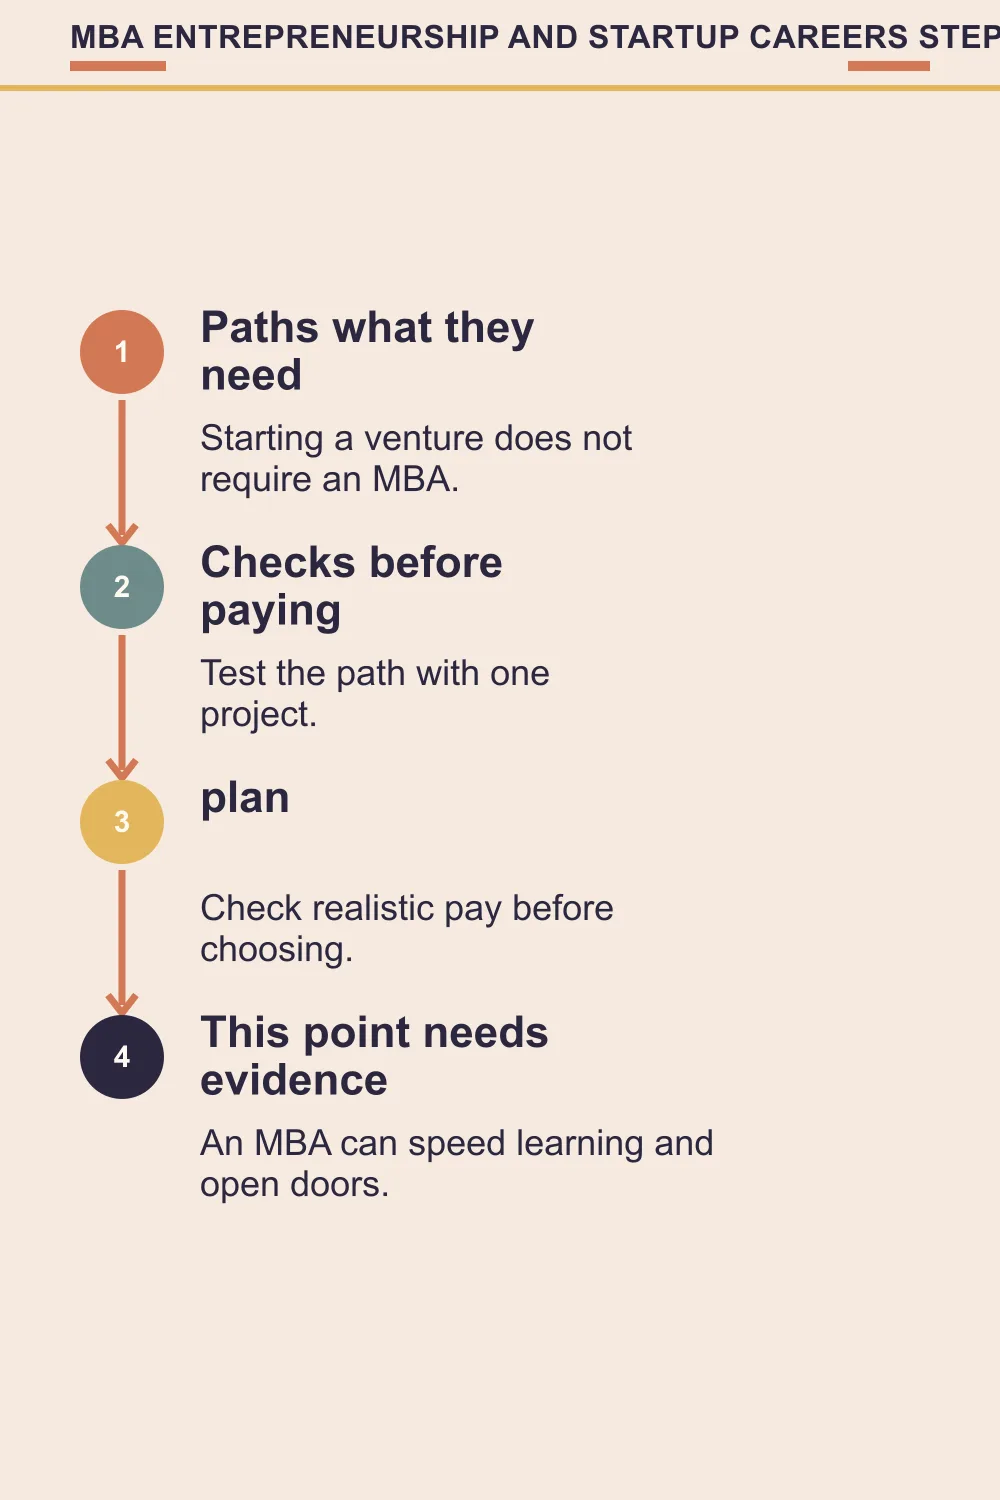 MBA ENTREPRENEURSHIP AND STARTUP CAREERS STEP
1
Paths what they
need
Starting a venture does not
require an MBA.
2
Checks before
paying
Test the path with one
project.
3
plan
Check realistic pay before
choosing.
4
This point needs
evidence
An MBA can speed learning and
open doors.